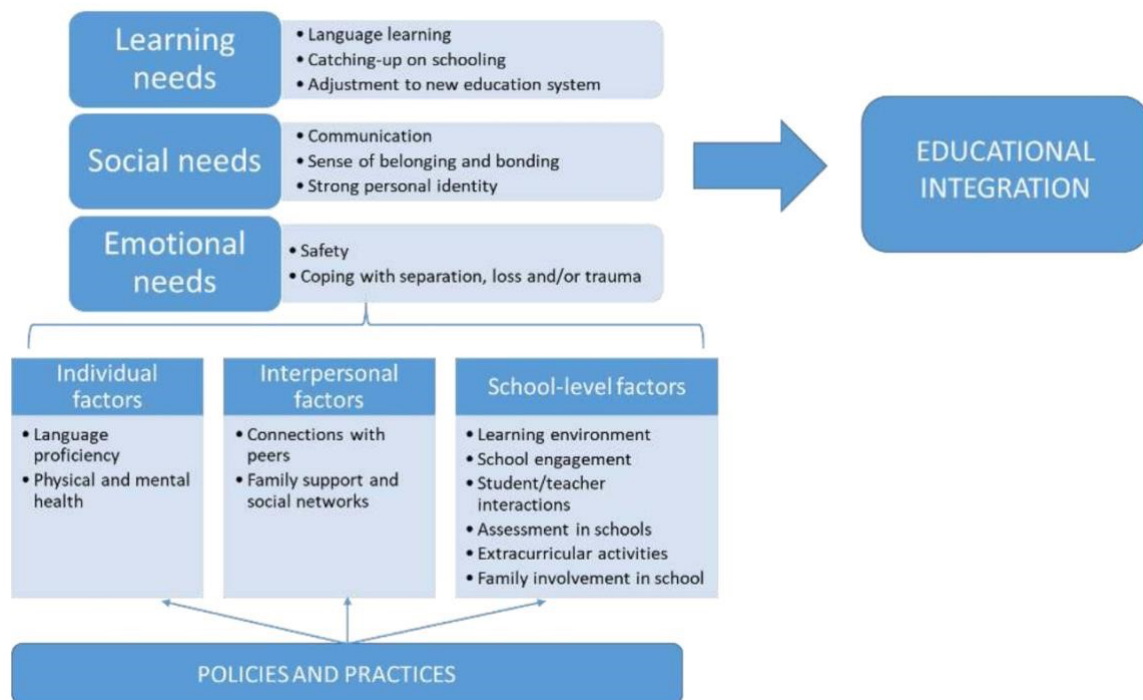 Learning
needs
• Language learning
• Catching-up on schooling
• Adjustment to new education system
Social needs
• Communication
• Sense of belonging and bonding
• Strong personal identity
Emotional
needs
• Safety
• Coping with separation, loss and/or trauma
EDUCATIONAL
INTEGRATION
Individual
factors
• Language
proficiency
• Physical and mental
health
Interpersonal
factors
• Connections with
peers
• Family support and
social networks
School-level factors
• Learning environment
• School engagement
• Student/teacher
interactions
• Assessment in schools
• Extracurricular activities
• Family involvement in school
POLICIES AND PRACTICES